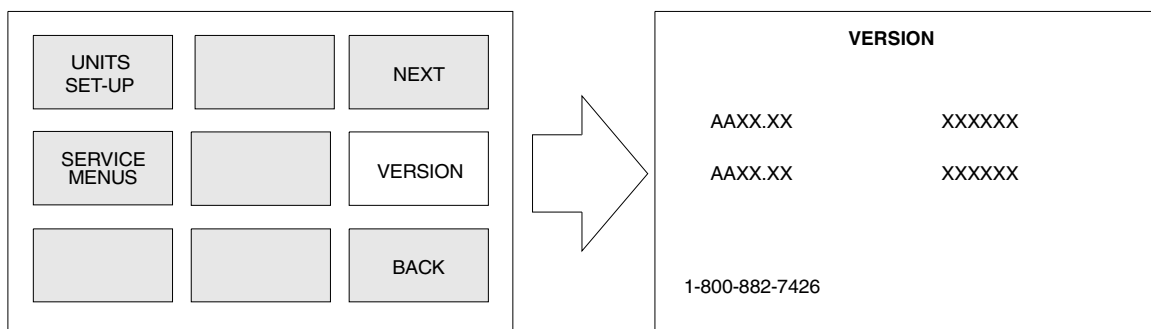 UNITS
SET-UP
NEXT
SERVICE
MENUS
VERSION
BACK
VERSION
AAXX.XX XXXXXX
AAXX.XX XXXXXX
1-800-882-7426